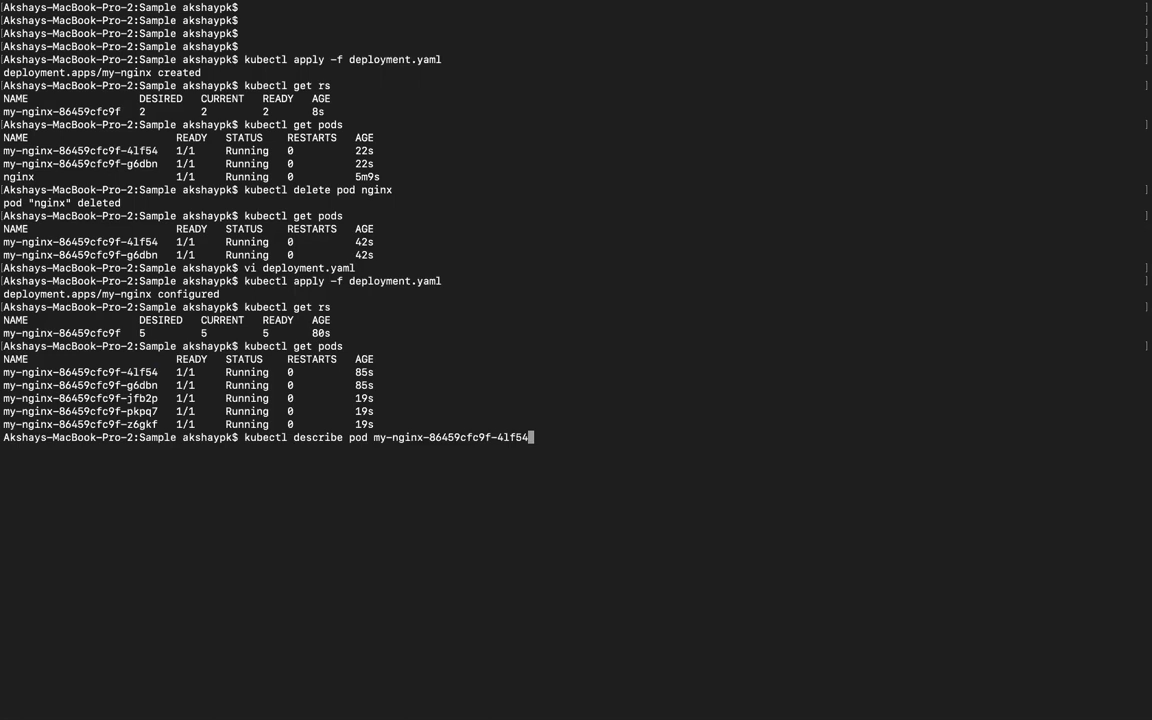 [Akshays-MacBook-Pro-2:Sample akshaypk$ ]
[Akshays-MacBook-Pro-2:Sample akshaypk$ ]
[Akshays-MacBook-Pro-2:Sample akshaypk$ ]
[Akshays-MacBook-Pro-2:Sample akshaypk$ ]
[Akshays-MacBook-Pro-2:Sample akshaypk$ kubectl apply -f deployment.yaml ]
deployment.apps/my-nginx created
[Akshays-MacBook-Pro-2:Sample akshaypk$ kubectl get rs ]
NAME DESIRED CURRENT READY AGE
my-nginx-86459cfc9f 2 2 2 8s
[Akshays-MacBook-Pro-2:Sample akshaypk$ kubectl get pods ]
NAME READY STATUS RESTARTS AGE
my-nginx-86459cfc9f-4lf54 1/1 Running 0 22s
my-nginx-86459cfc9f-g6dbn 1/1 Running 0 22s
nginx 1/1 Running 0 5m9s
[Akshays-MacBook-Pro-2:Sample akshaypk$ kubectl delete pod nginx ]
pod "nginx" deleted
[Akshays-MacBook-Pro-2:Sample akshaypk$ kubectl get pods ]
NAME READY STATUS RESTARTS AGE
my-nginx-86459cfc9f-4lf54 1/1 Running 0 42s
my-nginx-86459cfc9f-g6dbn 1/1 Running 0 42s
[Akshays-MacBook-Pro-2:Sample akshaypk$ vi deployment.yaml ]
[Akshays-MacBook-Pro-2:Sample akshaypk$ kubectl apply -f deployment.yaml ]
deployment.apps/my-nginx configured
[Akshays-MacBook-Pro-2:Sample akshaypk$ kubectl get rs ]
NAME DESIRED CURRENT READY AGE
my-nginx-86459cfc9f 5 5 5 80s
[Akshays-MacBook-Pro-2:Sample akshaypk$ kubectl get pods ]
NAME READY STATUS RESTARTS AGE
my-nginx-86459cfc9f-4lf54 1/1 Running 0 85s
my-nginx-86459cfc9f-g6dbn 1/1 Running 0 85s
my-nginx-86459cfc9f-jfb2p 1/1 Running 0 19s
my-nginx-86459cfc9f-pkpq7 1/1 Running 0 19s
my-nginx-86459cfc9f-z6gkf 1/1 Running 0 19s
Akshays-MacBook-Pro-2:Sample akshaypk$ kubectl describe pod my-nginx-86459cfc9f-4lf54